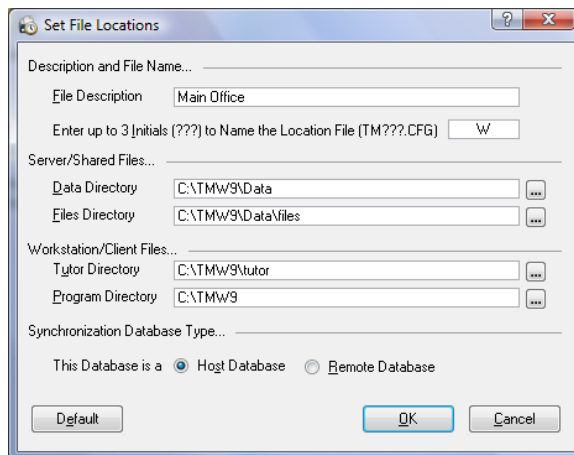 Set File Locations
Description and File Name...
File Description Main Office
Enter up to 3 Initials (???) to Name the Location File (TM???.CFG) W
Server/Shared Files...
Data Directory C:\TMW9\Data ...
Files Directory C:\TMW9\Data\files ...
Workstation/Client Files...
Tutor Directory C:\TMW9\tutor ...
Program Directory C:\TMW9 ...
Synchronization Database Type...
This Database is a Host Database Remote Database
Default OK Cancel